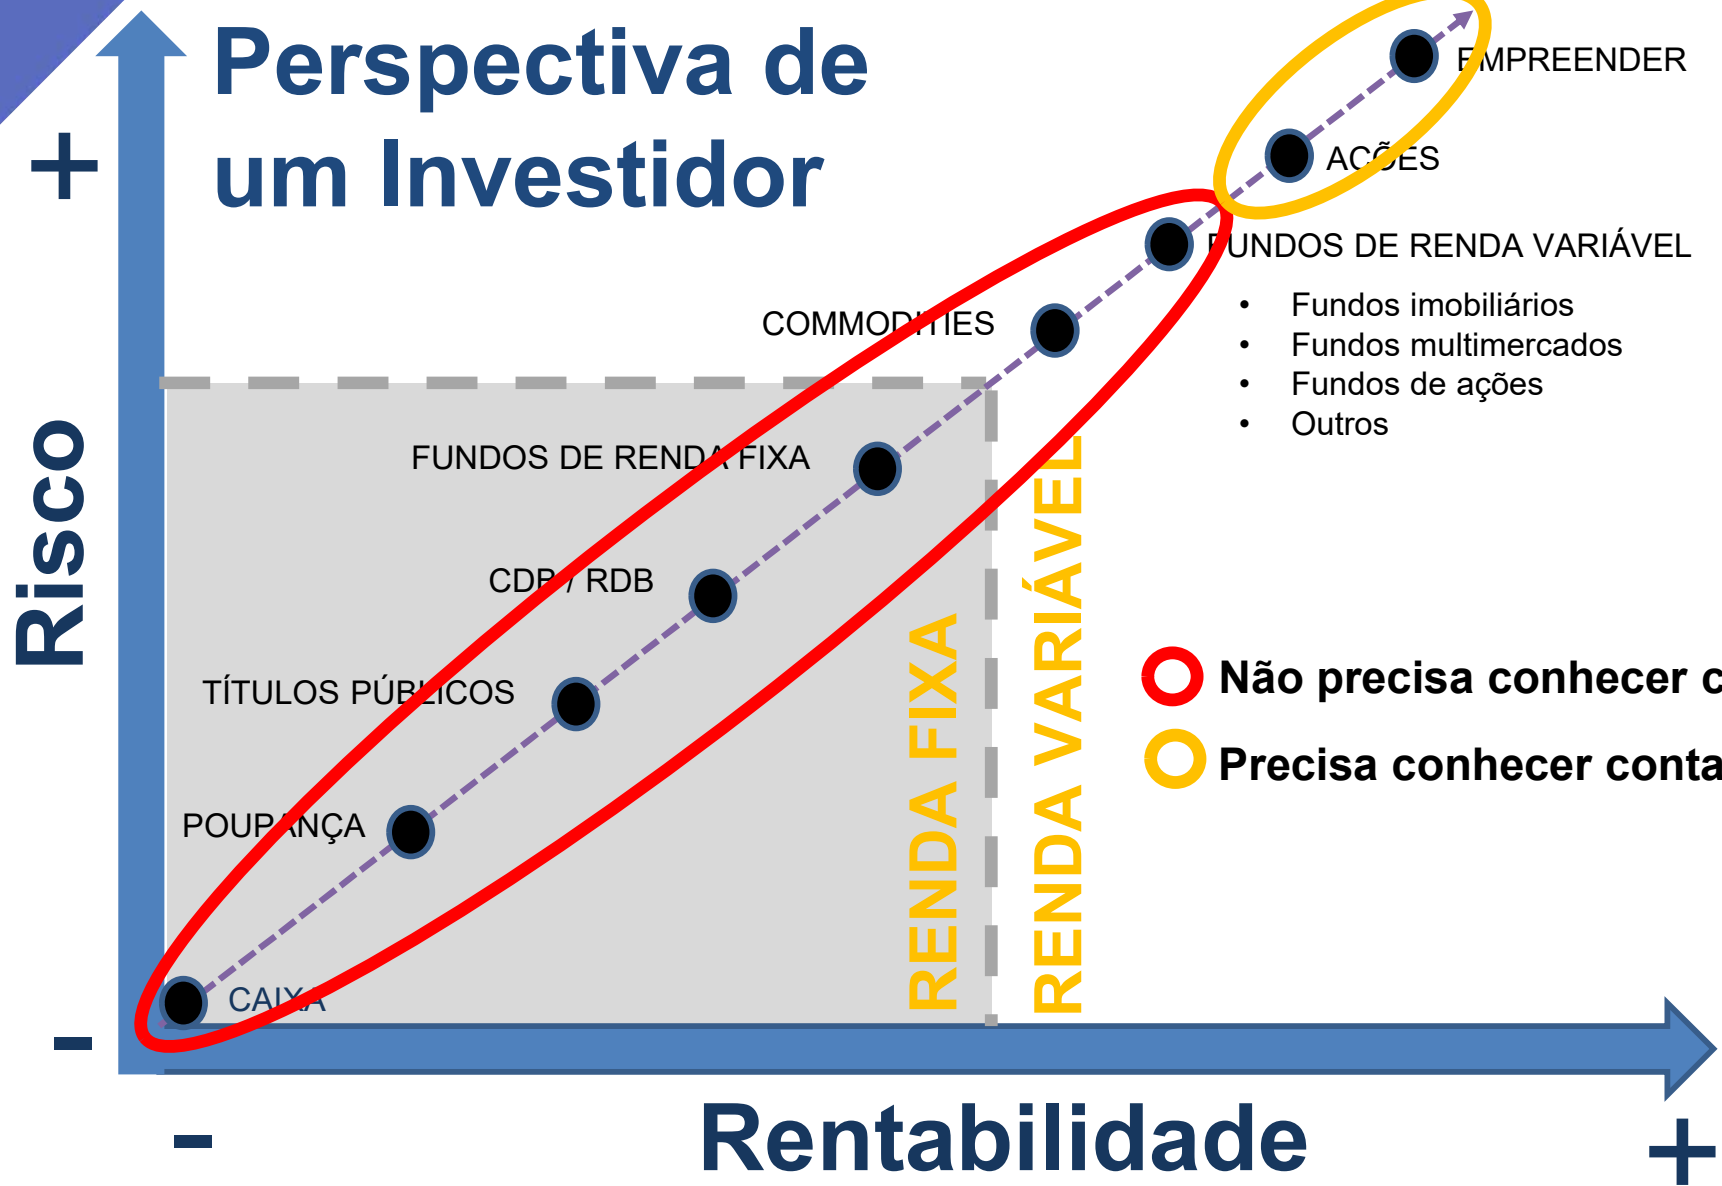 Perspectiva de
um Investidor
+
EMPREENDER
AÇÕES
FUNDOS DE RENDA VARIÁVEL
• Fundos imobiliários
• Fundos multimercados
• Fundos de ações
• Outros
COMMODITIES
FUNDOS DE RENDA FIXA
CDB / RDB
TÍTULOS PÚBLICOS
POUPANÇA
CAIXA
Risco
RENDA FIXA
RENDA VARIÁVEL
Não precisa conhecer
Precisa conhecer
-
-
Rentabilidade
+